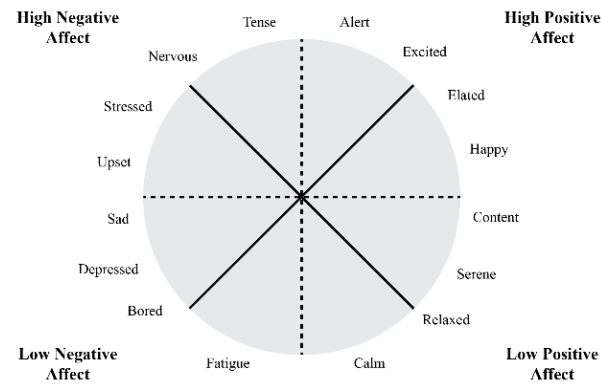 High Negative
Affect
High Positive
Affect
Tense
Alert
Nervous
Excited
Stressed
Elated
Upset
Happy
Sad
Content
Depressed
Serene
Bored
Relaxed
Low Negative
Affect
Fatigue
Calm
Low Positive
Affect